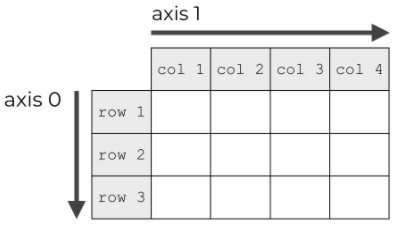 axis 1
col 1 col 2 col 3 col 4
axis 0
row 1
row 2
row 3